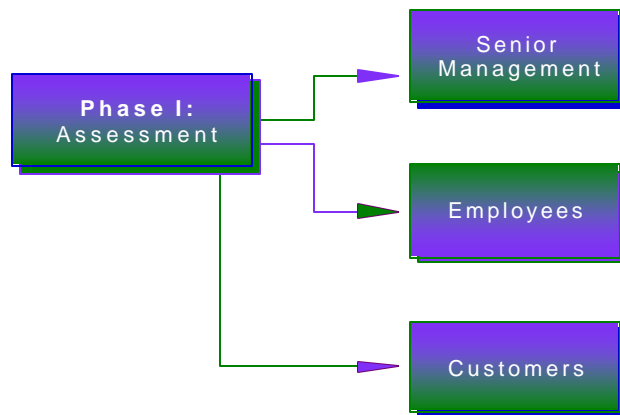 Phase I:
Assessment
Senior
Management
Employees
Customers